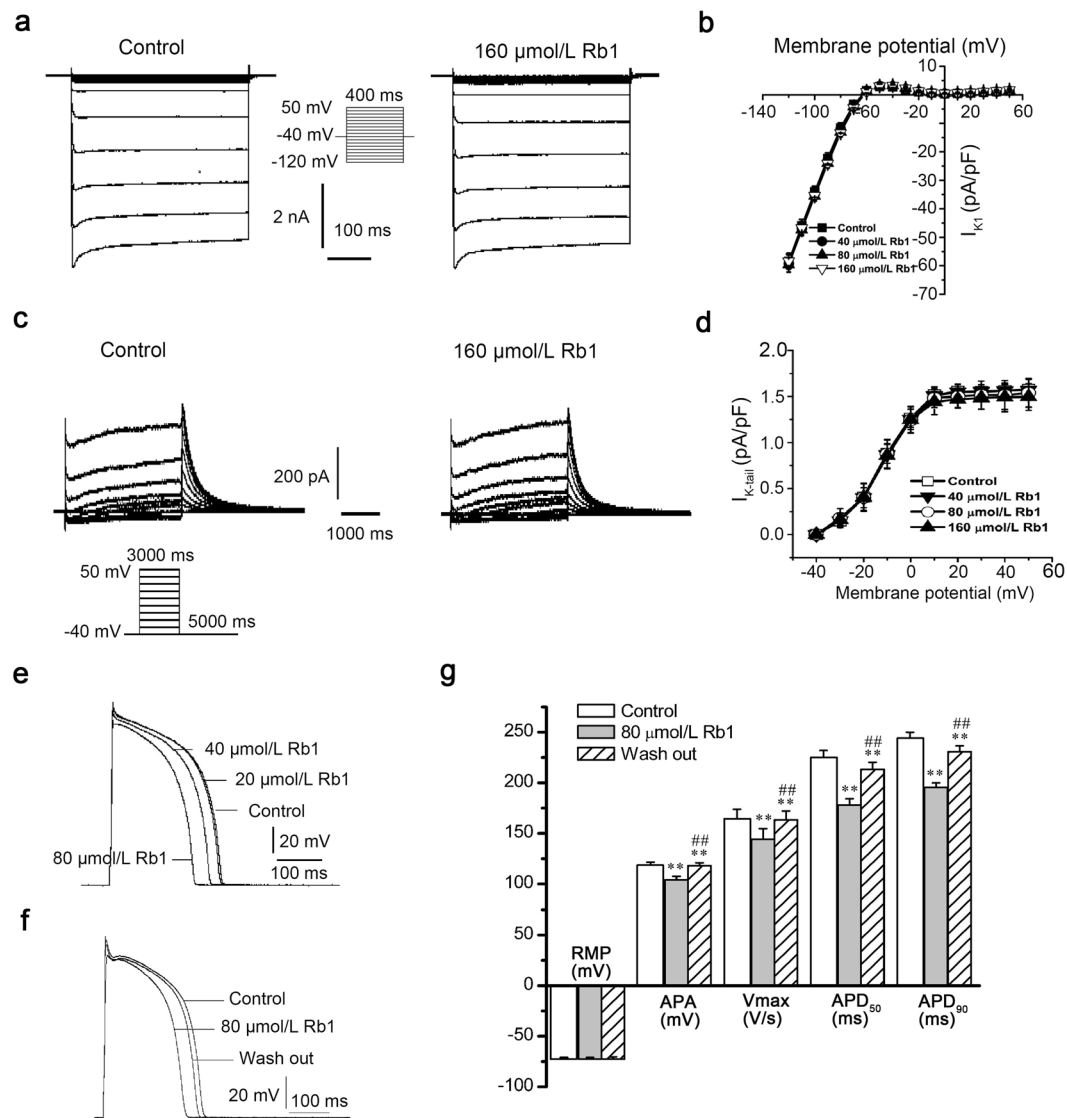 a
Control
160 µmol/L Rb1
50 mV
-40 mV
-120 mV
400 ms
2 nA
100 ms
b
Membrane potential (mV)
-140
-100
-60
-20
20
60
10
5
-10
-20
-30
-40
-50
-60
-70
I_K1 (pA/pF)
Control
40 µmol/L Rb1
80 µmol/L Rb1
160 µmol/L Rb1
c
Control
160 µmol/L Rb1
200 pA
1000 ms
3000 ms
50 mV
-40 mV
5000 ms
d
2.0
1.5
1.0
0.5
0.0
I_K-tail (pA/pF)
Control
40 µmol/L Rb1
80 µmol/L Rb1
160 µmol/L Rb1
-40
-20
0
20
40
60
Membrane potential (mV)
e
40 µmol/L Rb1
20 µmol/L Rb1
Control
80 µmol/L Rb1
20 mV
100 ms
f
Control
80 µmol/L Rb1
Wash out
20 mV
100 ms
g
Control
80 µmol/L Rb1
Wash out
250
200
150
100
50
0
-50
-100
**
##
**
**
##
**
**
##
**
**
##
**
RMP
(mV)
APA
(mV)
Vmax
(V/s)
APD50
(ms)
APD90
(ms)